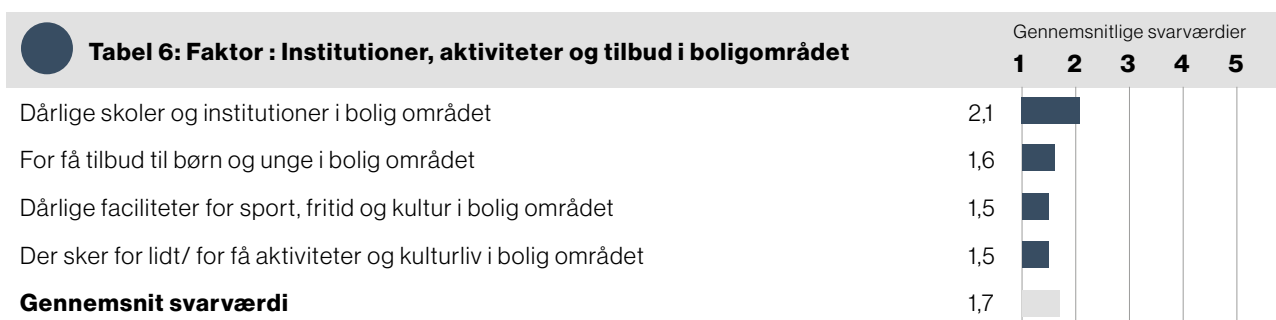 Tabel 6: Faktor : Institutioner, aktiviteter og tilbud i boligområdet
Gennemsnitlige svarværdier
1 2 3 4 5
Dårlige skoler og institutioner i bolig området 2,1
For få tilbud til børn og unge i bolig området 1,6
Dårlige faciliteter for sport, fritid og kultur i bolig området 1,5
Der sker for lidt/ for få aktiviteter og kulturliv i bolig området 1,5
Gennemsnit svarværdi 1,7